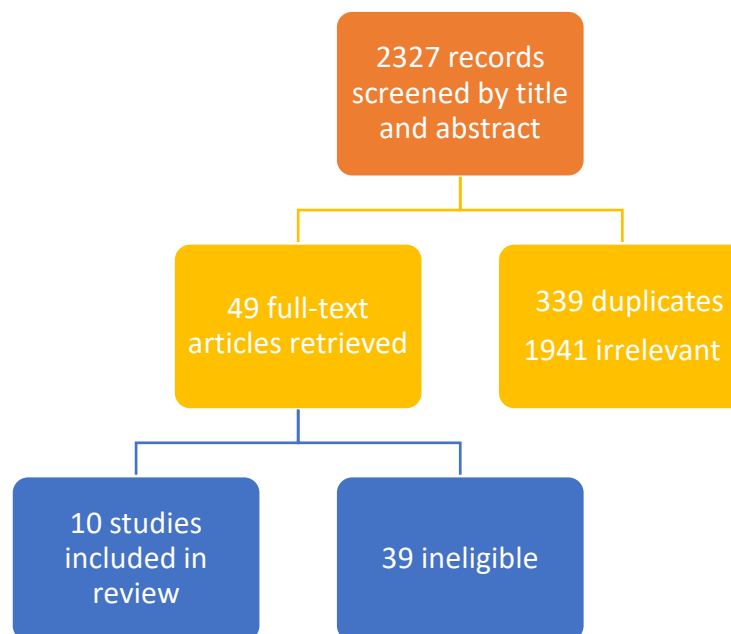 2327 records
screened by title
and abstract
49 full-text
articles retrieved
339 duplicates
1941 irrelevant
10 studies
included in
review
39 ineligible